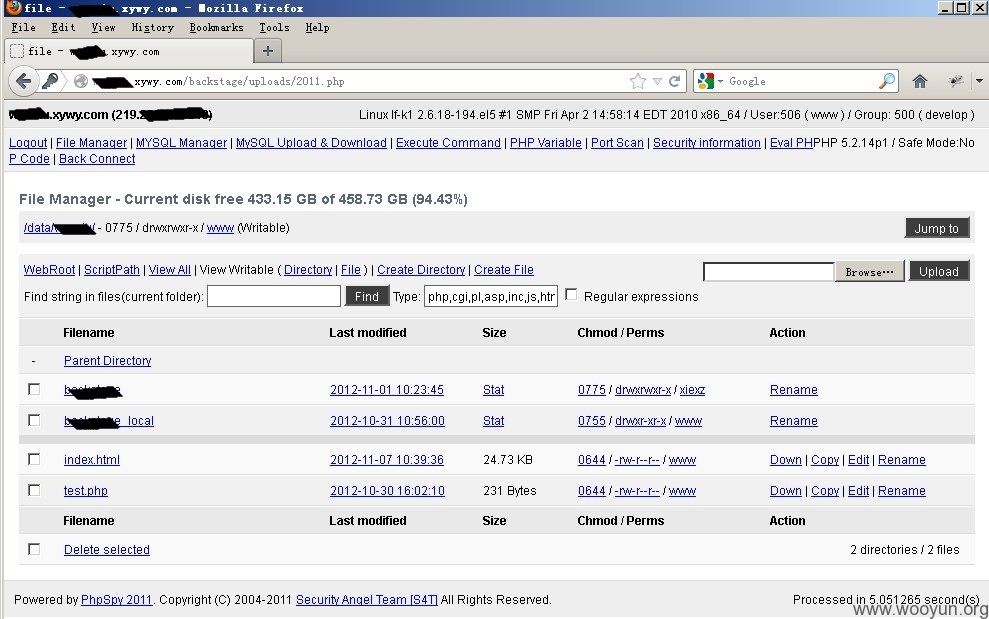 file - .xywy. com - Mozilla Firefox
File Edit View History Bookmarks Tools Help
file - .xywy.com
.xywy.com/backstage/uploads/2011.php
Google
.xywy.com (219.2
Linux lf-k1 2.6.18-194.el5 #1 SMP Fri Apr 2 14:58:14 EDT 2010 x86_64 / User:506 ( www ) / Group: 500 ( develop )
Logout | File Manager | MYSQL Manager | MySQL Upload & Download | Execute Command | PHP Variable | Port Scan | Security information | Eval PHPHP 5.2.14p1 / Safe Mode:No
P Code | Back Connect
File Manager - Current disk free 433.15 GB of 458.73 GB (94.43%)
/data/ / - 0775 / drwxrwxr-x / www (Writable)
Jump to
WebRoot | ScriptPath | View All | View Writable ( Directory | File ) | Create Directory | Create File
Browse…
Upload
Find string in files(current folder):
Find
Type:
php,cgi,pl,asp,inc,js,htr
Regular expressions
Filename Last modified Size Chmod / Perms Action
- Parent Directory
2012-11-01 10:23:45 Stat 0775 / drwxrwxr-x / xiexz Rename
_local 2012-10-31 10:56:00 Stat 0755 / drwxr-xr-x / www Rename
index.html 2012-11-07 10:39:36 24.73 KB 0644 / -rw-r--r-- / www Down | Copy | Edit | Rename
test.php 2012-10-30 16:02:10 231 Bytes 0644 / -rw-r--r-- / www Down | Copy | Edit | Rename
Filename Last modified Size Chmod / Perms Action
Delete selected 2 directories / 2 files
Powered by PhpSpy 2011. Copyright (C) 2004-2011 Security Angel Team [S4T] All Rights Reserved.
Processed in 5.051265 second(s)
www.wooyun.org